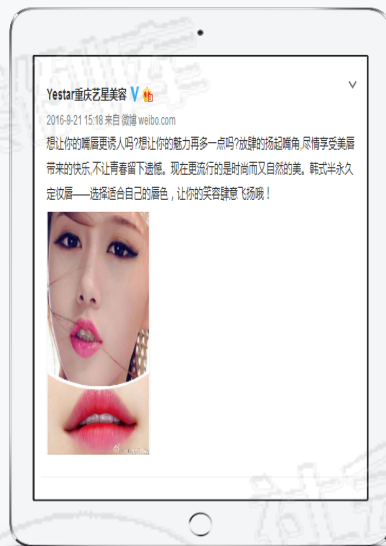 Yestar重庆艺星美容
2016-9-21 15:18 来自 微博 weibo.com
想让你的嘴唇更诱人吗?想让你的魅力再多一点吗?放肆的扬起嘴角,尽情享受美唇
带来的快乐,不让青春留下遗憾。现在更流行的是时尚而又自然的美。韩式半永久
定妆唇——选择适合自己的唇色，让你的笑容肆意飞扬哦！